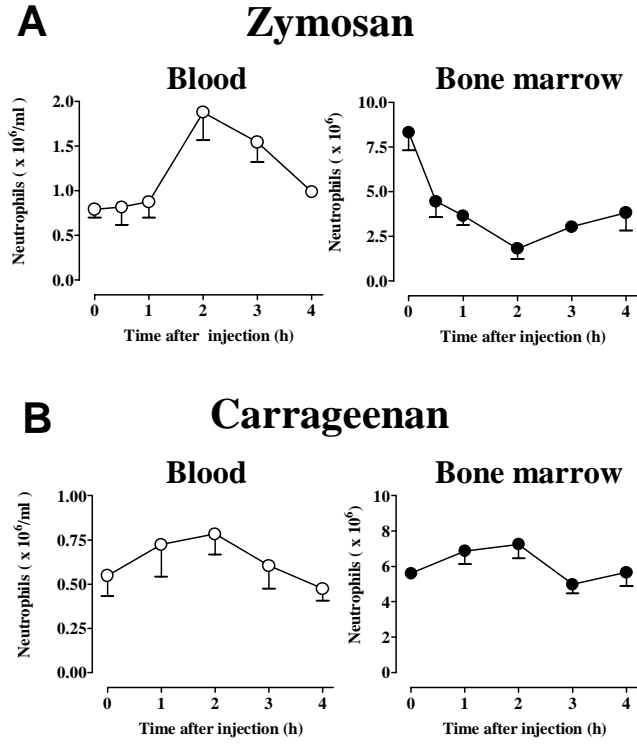 A
Zymosan
Blood
Bone marrow
Neutrophils ( x 10⁶/ml )
2.0
1.5
1.0
0.5
0.0
0 1 2 3 4
Time after injection (h)
Neutrophils ( x 10⁶)
10.0
7.5
5.0
2.5
0.0
0 1 2 3 4
Time after injection (h)
B
Carrageenan
Blood
Bone marrow
Neutrophils ( x 10⁶/ml )
1.00
0.75
0.50
0.25
0.00
0 1 2 3 4
Time after injection (h)
Neutrophils ( x 10⁶)
10
8
6
4
2
0
0 1 2 3 4
Time after injection (h)